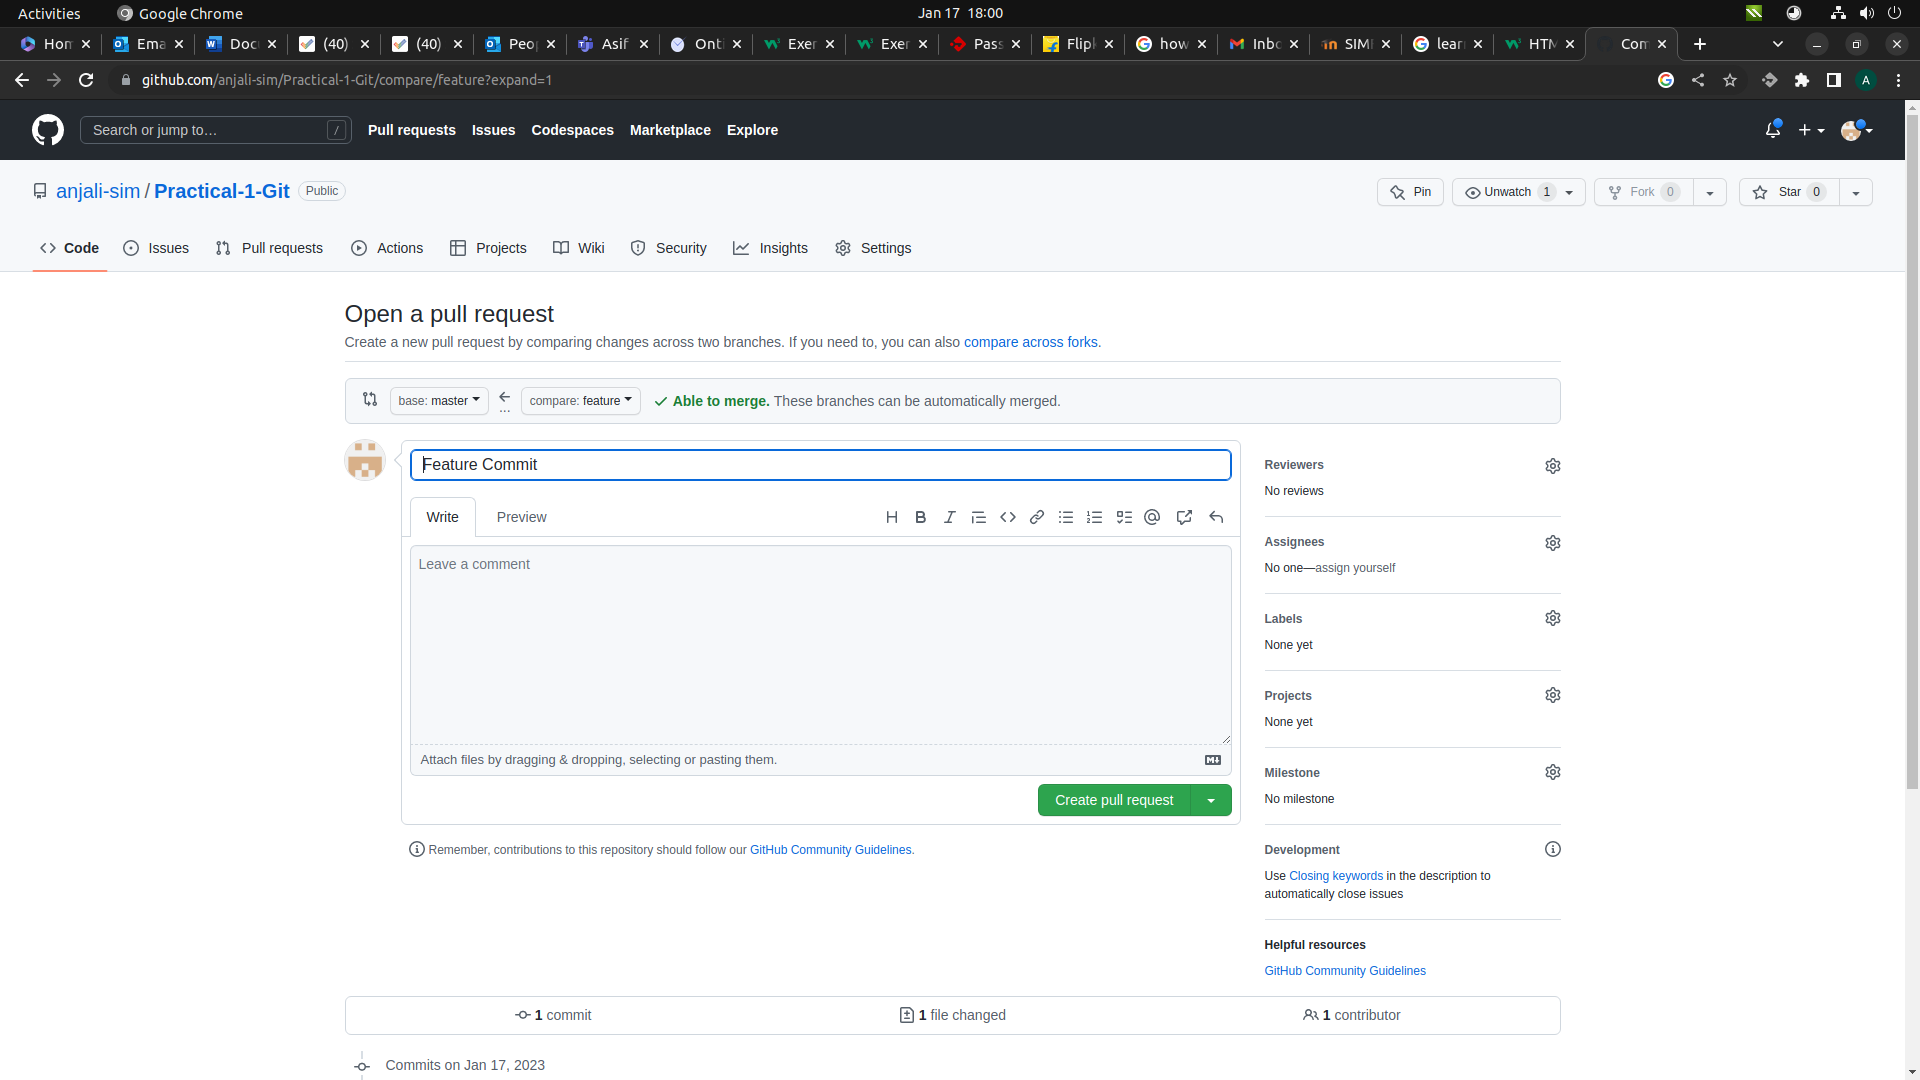 Activities Google Chrome Jan 17 18:00
Hom Ema Doc (40) (40) Peop Asif Onti Exer Exer Pass Flipk how Inbo SIMF lear HTM Com
github.com/anjali-sim/Practical-1-Git/compare/feature?expand=1 A
Search or jump to… / Pull requests Issues Codespaces Marketplace Explore
anjali-sim / Practical-1-Git Public Pin Unwatch 1 Fork 0 Star 0
Code Issues Pull requests Actions Projects Wiki Security Insights Settings
Open a pull request
Create a new pull request by comparing changes across two branches. If you need to, you can also compare across forks.
base: master ... compare: feature Able to merge. These branches can be automatically merged.
Feature Commit
Write Preview
Leave a comment
Attach files by dragging & dropping, selecting or pasting them.
Create pull request
Remember, contributions to this repository should follow our GitHub Community Guidelines.
Reviewers
No reviews
Assignees
No one—assign yourself
Labels
None yet
Projects
None yet
Milestone
No milestone
Development
Use Closing keywords in the description to
automatically close issues
Helpful resources
GitHub Community Guidelines
1 commit 1 file changed 1 contributor
Commits on Jan 17, 2023